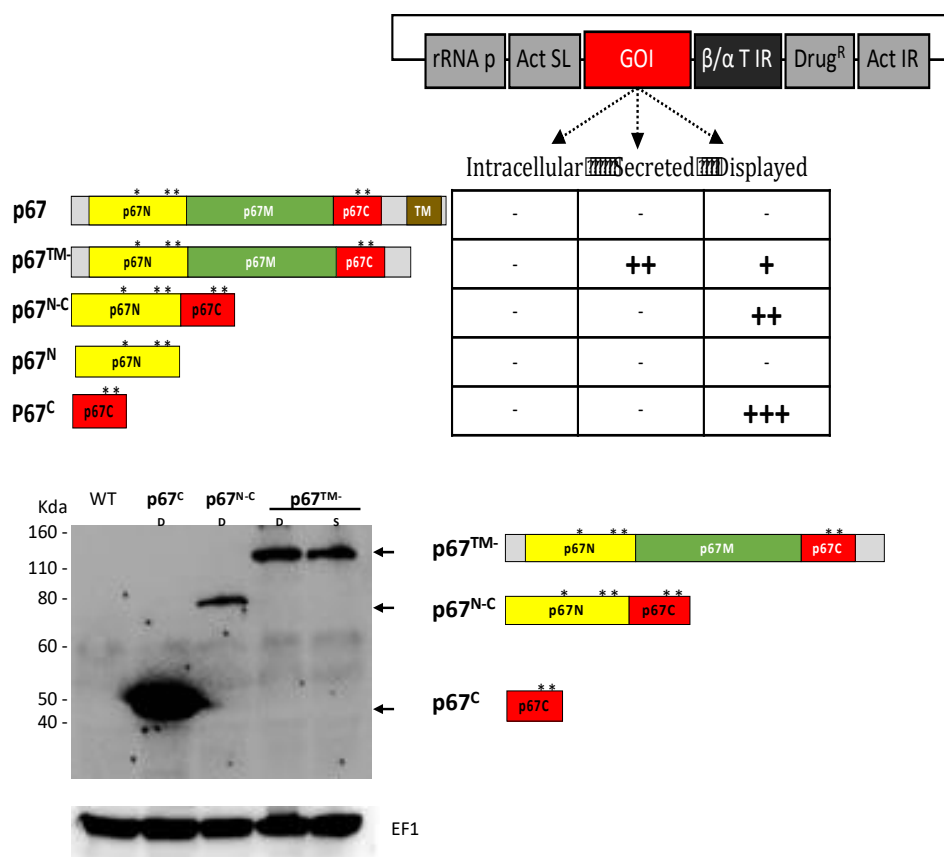 rRNA p Act SL GOI β/α T IR Drug^R Act IR
Intracellular Secreted Displayed
* ** **
p67 p67N p67M p67C TM - - -
* ** **
p67^TM- p67N p67M p67C - ++ +
* ** **
p67^N-C p67N p67C - - ++
* **
p67^N p67N - - -
**
P67^C p67C - - +++
Kda WT p67^C p67^N-C p67^TM-
D D D S
160 -
110 -
80 -
60 -
50 -
40 -
EF1
* ** **
p67^TM- p67N p67M p67C
* ** **
p67^N-C p67N p67C
**
p67^C p67C